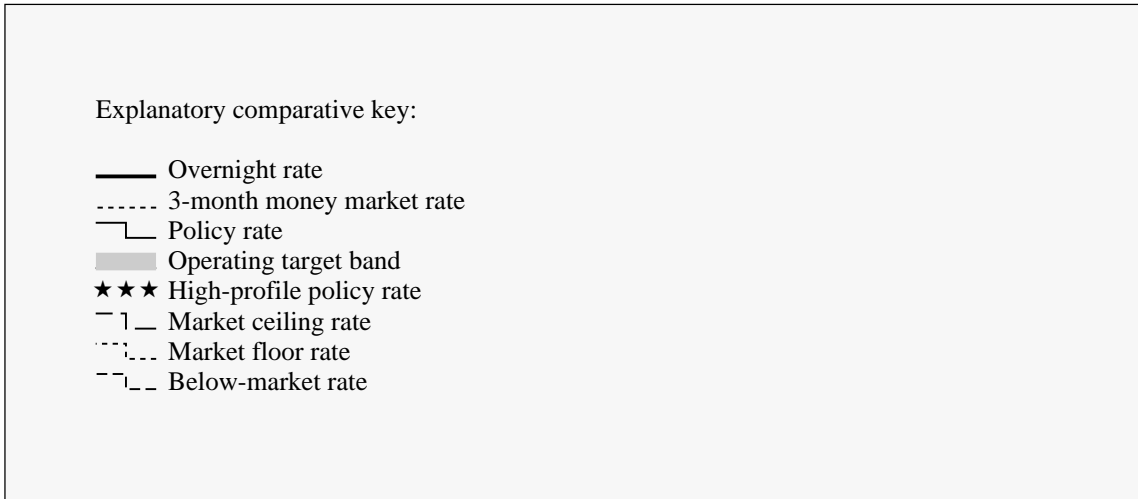 Explanatory comparative key:
Overnight rate
3-month money market rate
Policy rate
Operating target band
High-profile policy rate
Market ceiling rate
Market floor rate
Below-market rate